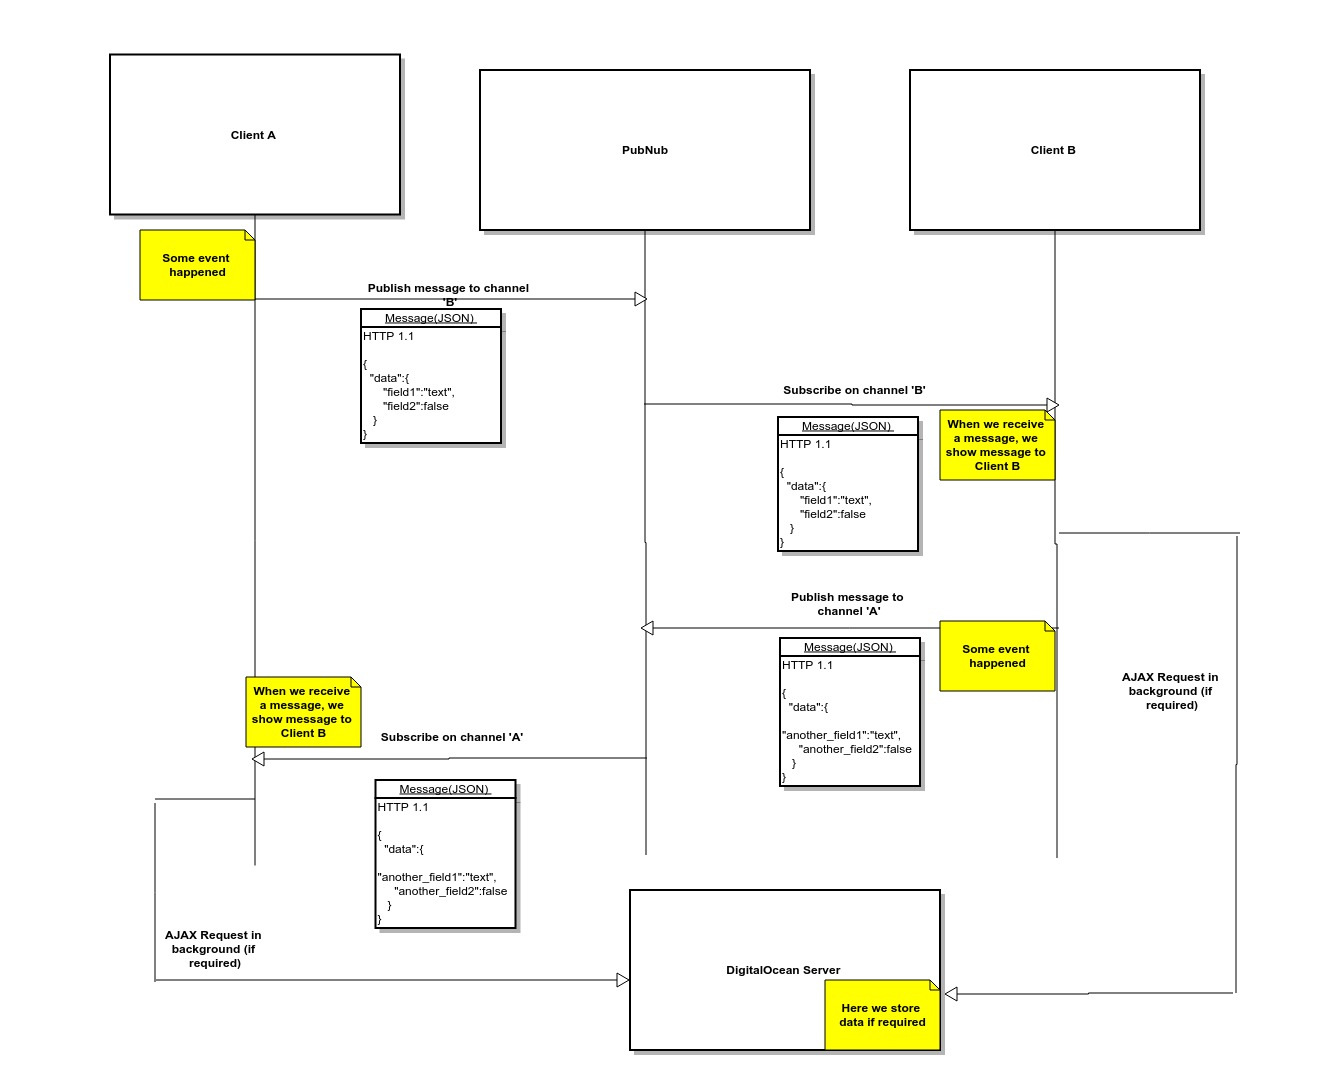 Client A
PubNub
Client B
Some event
happened
Publish message to channel
'B'
Message(JSON)
HTTP 1.1
{
"data":{
"field1":"text",
"field2":false
}
}
Subscribe on channel 'B'
Message(JSON)
HTTP 1.1
{
"data":{
"field1":"text",
"field2":false
}
}
When we receive
a message, we
show message to
Client B
Publish message to
channel 'A'
Message(JSON)
HTTP 1.1
{
"data":{
"another_field1":"text",
"another_field2":false
}
}
Some event
happened
AJAX Request in
background (if
required)
When we receive
a message, we
show message to
Client B
Subscribe on channel 'A'
Message(JSON)
HTTP 1.1
{
"data":{
"another_field1":"text",
"another_field2":false
}
}
AJAX Request in
background (if
required)
DigitalOcean Server
Here we store
data if required